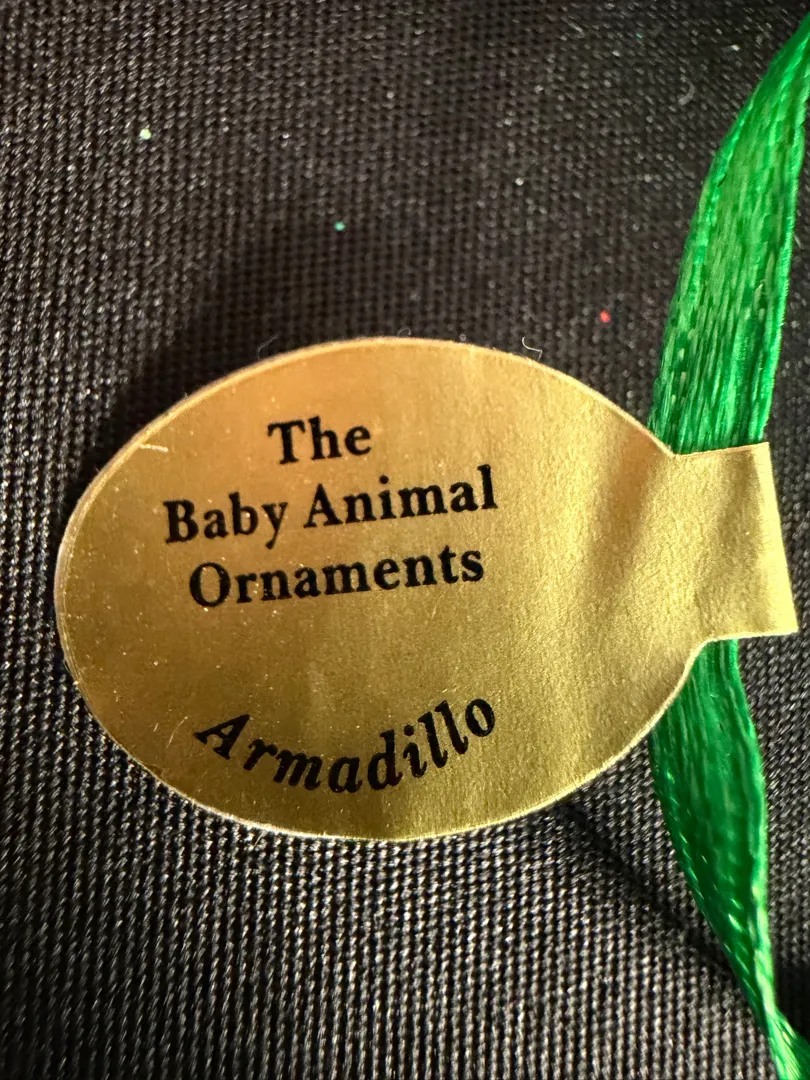 The
Baby Animal
Ornaments
Armadillo